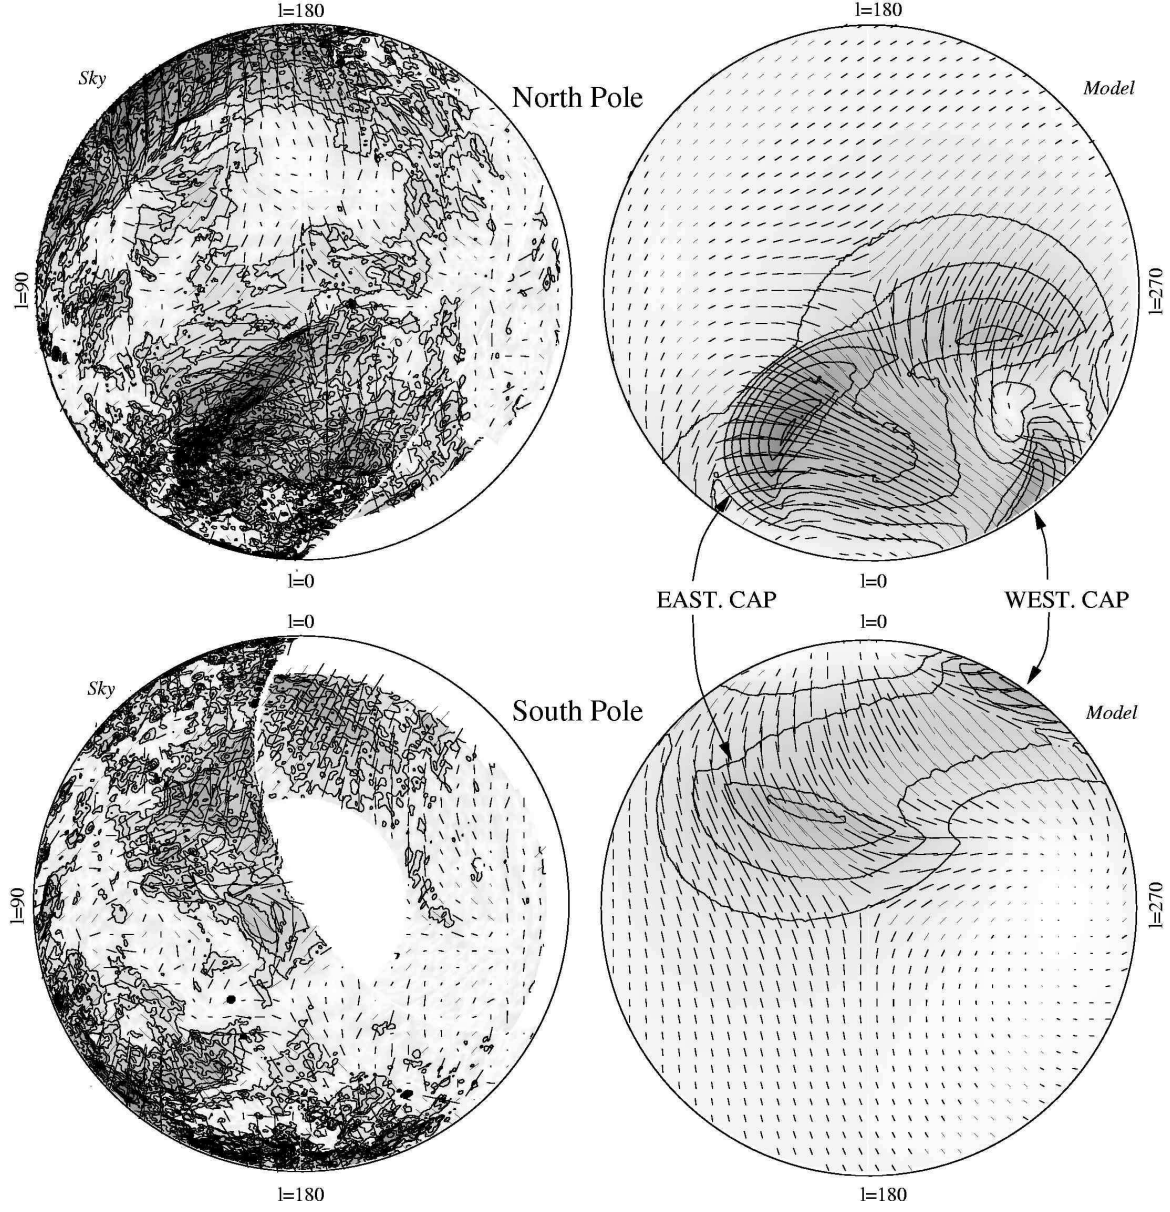 l=180
l=180
Sky
North Pole
Model
l=90
l=270
l=0
l=0
EAST. CAP
WEST. CAP
l=0
l=0
Sky
South Pole
Model
l=90
l=270
l=180
l=180